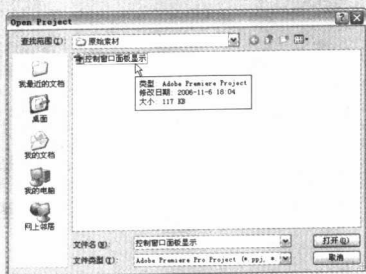 Open Project
查找范围(I): 原始素材
控制窗口面板显示
类型: Adobe Premiere Project
修改日期: 2006-11-6 18:04
大小: 117 KB
我最近的文档
桌面
我的文档
我的电脑
网上邻居
文件名(N): 控制窗口面板显示 打开(O)
文件类型(T): Adobe Premiere Pro Project (*.ppj, *. 取消